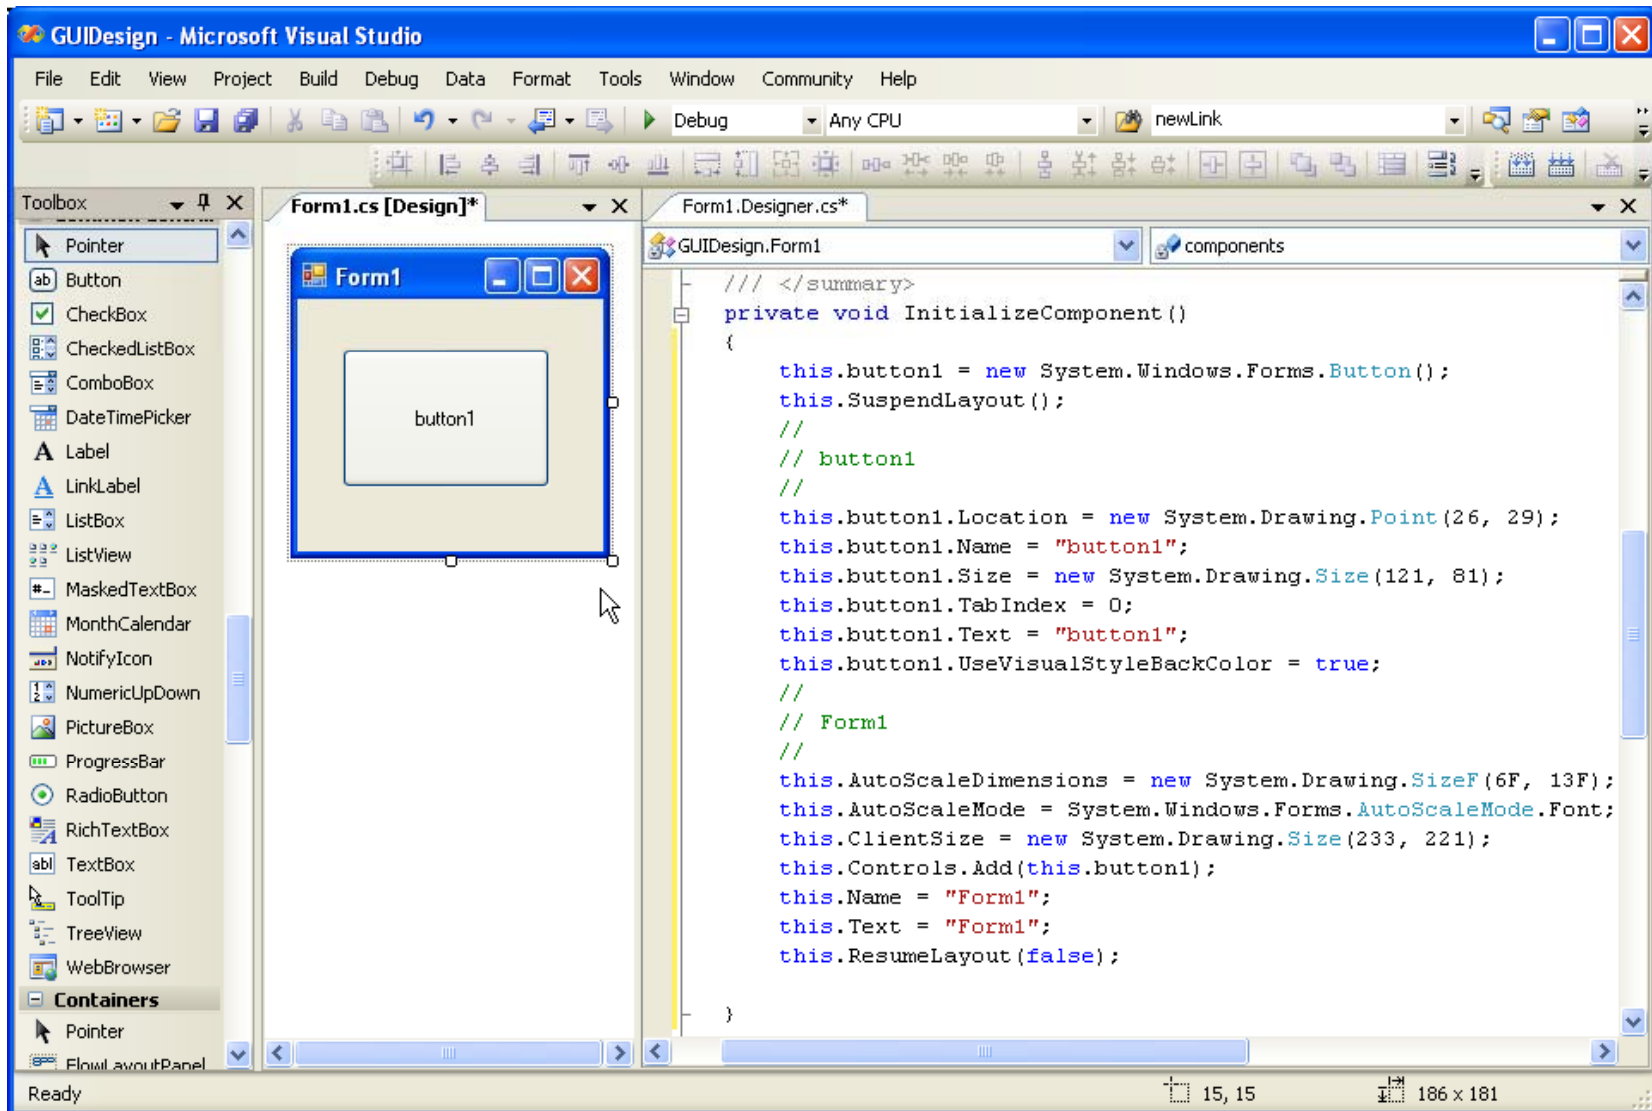 GUIDesign - Microsoft Visual Studio
File Edit View Project Build Debug Data Format Tools Window Community Help
Debug Any CPU newLink
Toolbox
Pointer
Button
CheckBox
CheckedListBox
ComboBox
DateTimePicker
Label
LinkLabel
ListBox
ListView
MaskedTextBox
MonthCalendar
NotifyIcon
NumericUpDown
PictureBox
ProgressBar
RadioButton
RichTextBox
TextBox
ToolTip
TreeView
WebBrowser
Containers
Pointer
FlowLayoutPanel
Form1.cs [Design]*
Form1
button1
Form1.Designer.cs*
GUIDesign.Form1 components
/// </summary>
private void InitializeComponent()
{
this.button1 = new System.Windows.Forms.Button();
this.SuspendLayout();
//
// button1
//
this.button1.Location = new System.Drawing.Point(26, 29);
this.button1.Name = "button1";
this.button1.Size = new System.Drawing.Size(121, 81);
this.button1.TabIndex = 0;
this.button1.Text = "button1";
this.button1.UseVisualStyleBackColor = true;
//
// Form1
//
this.AutoScaleDimensions = new System.Drawing.SizeF(6F, 13F);
this.AutoScaleMode = System.Windows.Forms.AutoScaleMode.Font;
this.ClientSize = new System.Drawing.Size(233, 221);
this.Controls.Add(this.button1);
this.Name = "Form1";
this.Text = "Form1";
this.ResumeLayout(false);
}
Ready 15, 15 186 x 181